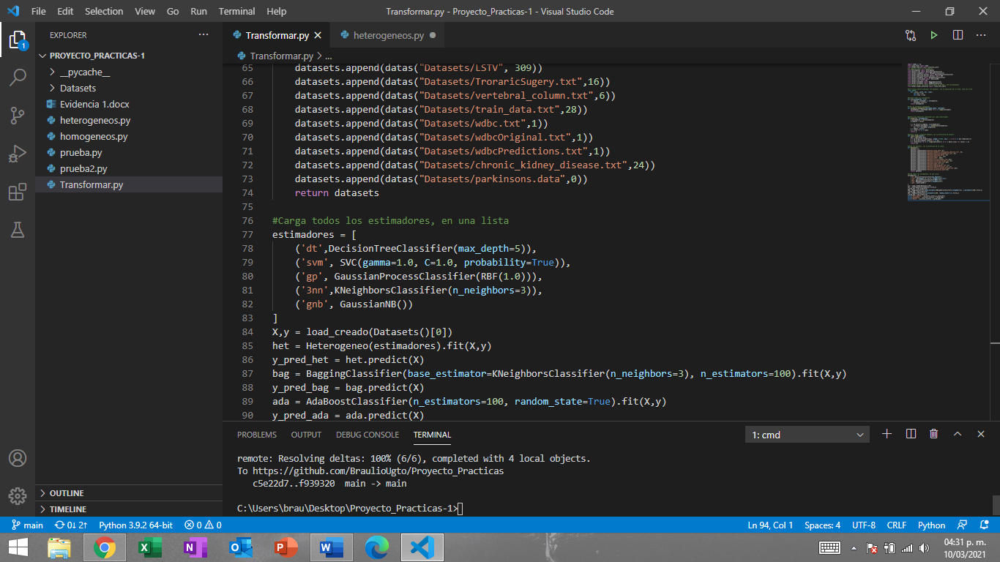 File Edit Selection View Go Run Terminal Help Transformar.py - Proyecto_Practicas-1 - Visual Studio Code
EXPLORER
1
PROYECTO_PRACTICAS-1
__pycache__
Datasets
Evidencia 1.docx
heterogeneos.py
homogeneos.py
prueba.py
prueba2.py
Transformar.py
OUTLINE
TIMELINE
Transformar.py heterogeneos.py
Transformar.py > ...
65 datasets.append(datas("Datasets/LSTV", 309))
66 datasets.append(datas("Datasets/TroraricSugery.txt",16))
67 datasets.append(datas("Datasets/vertebral_column.txt",6))
68 datasets.append(datas("Datasets/train_data.txt",28))
69 datasets.append(datas("Datasets/wdbc.txt",1))
70 datasets.append(datas("Datasets/wdbcOriginal.txt",1))
71 datasets.append(datas("Datasets/wdbcPredictions.txt",1))
72 datasets.append(datas("Datasets/chronic_kidney_disease.txt",24))
73 datasets.append(datas("Datasets/parkinsons.data",0))
74 return datasets
75
76 #Carga todos los estimadores, en una lista
77 estimadores = [
78 ('dt',DecisionTreeClassifier(max_depth=5)),
79 ('svm', SVC(gamma=1.0, C=1.0, probability=True)),
80 ('gp', GaussianProcessClassifier(RBF(1.0))),
81 ('3nn',KNeighborsClassifier(n_neighbors=3)),
82 ('gnb', GaussianNB())
83 ]
84 X,y = load_creado(Datasets()[0])
85 het = Heterogeneo(estimadores).fit(X,y)
86 y_pred_het = het.predict(X)
87 bag = BaggingClassifier(base_estimator=KNeighborsClassifier(n_neighbors=3), n_estimators=100).fit(X,y)
88 y_pred_bag = bag.predict(X)
89 ada = AdaBoostClassifier(n_estimators=100, random_state=True).fit(X,y)
90 y_pred_ada = ada.predict(X)
PROBLEMS OUTPUT DEBUG CONSOLE TERMINAL 1: cmd
remote: Resolving deltas: 100% (6/6), completed with 4 local objects.
To https://github.com/BraulioUgto/Proyecto_Practicas
c5e22d7..f939320 main -> main
C:\Users\brau\Desktop\Proyecto_Practicas-1>
main 0↓ 2↑ Python 3.9.2 64-bit 0 0 Ln 94, Col 1 Spaces: 4 UTF-8 CRLF Python
04:31 p. m.
10/03/2021